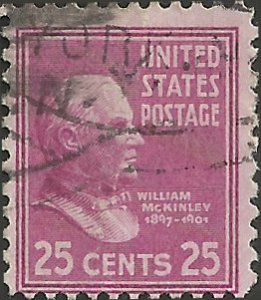 UNITED
STATES
POSTAGE
WILLIAM
McKINLEY
1897-1901
25 CENTS 25